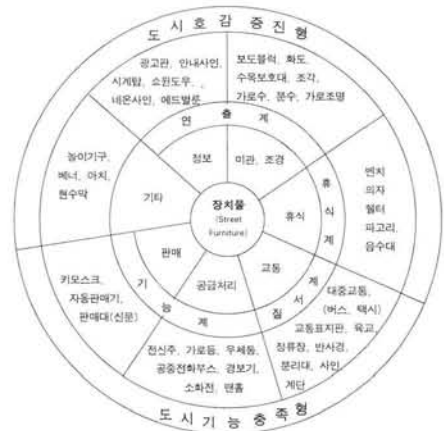 도시호감증진형
광고판, 안내사인,
시계탑, 쇼윈도우,,
네온사인, 에드벌룬
보도블럭, 화도,
수목보호대, 조각,
가로수, 분수, 가로조명
연출계
정보
미관, 조경
놀이기구,
베너, 아치,
현수막
기타
장치물
(Street
Furniture)
휴식
휴식계
벤치
의자
쉘터
파고리,
음수대
판매
공급처리
교통
기능계
질서계
키모스크,
자동판매기,
판매대(신문)
전신주, 가로등, 우체통,
공중전화부스, 경보기,
소화전, 맨홀
대중교통,
(버스, 택시)
교통표지판, 육교,
정류장, 반사경,
분리대, 사인,
계단
도시기능충족형